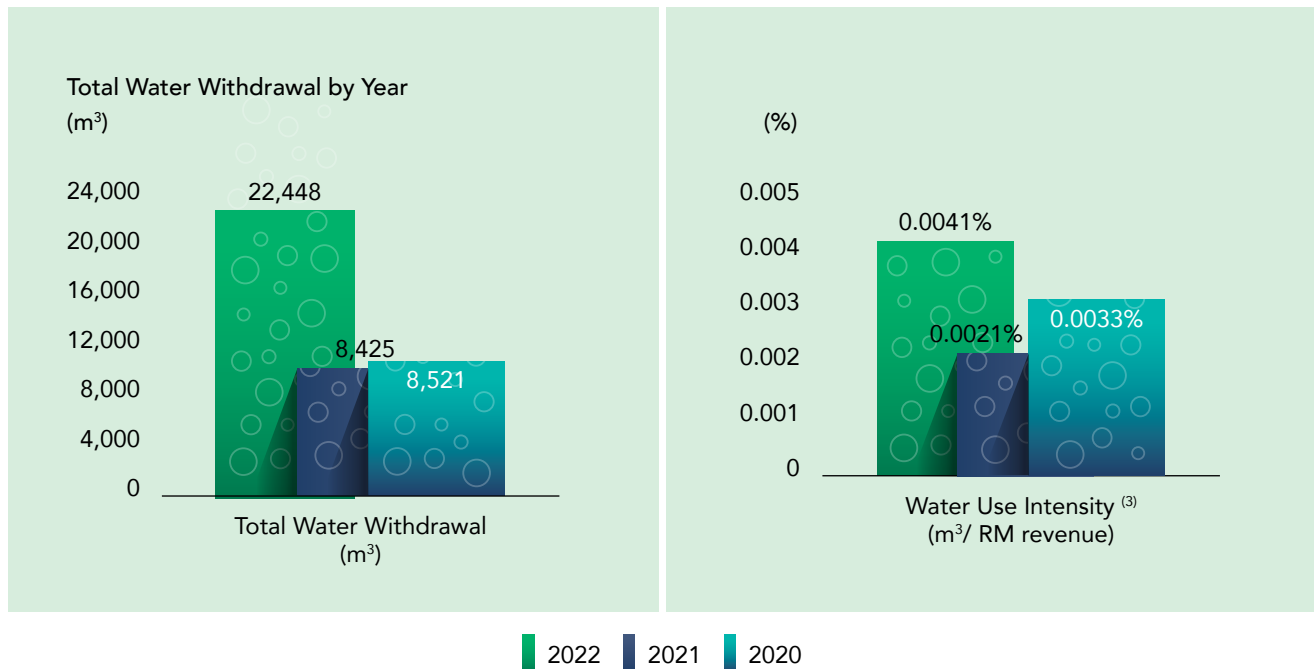 Total Water Withdrawal by Year
(m³)
24,000
20,000
16,000
12,000
8,000
4,000
0
22,448
8,425
8,521
Total Water Withdrawal
(m³)
(%)
0.005
0.004
0.003
0.002
0.001
0
0.0041%
0.0021%
0.0033%
Water Use Intensity ⁽³⁾
(m³/ RM revenue)
2022 2021 2020